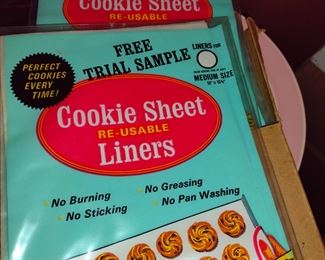 Cookie Sheet
RE-USABLE
FREE
TRIAL SAMPLE
LINERS FOR
MEDIUM SIZE
PERFECT
COOKIES
EVERY
TIME!
Cookie Sheet
RE-USABLE
Liners
No Burning
No Greasing
No Sticking
No Pan Washing